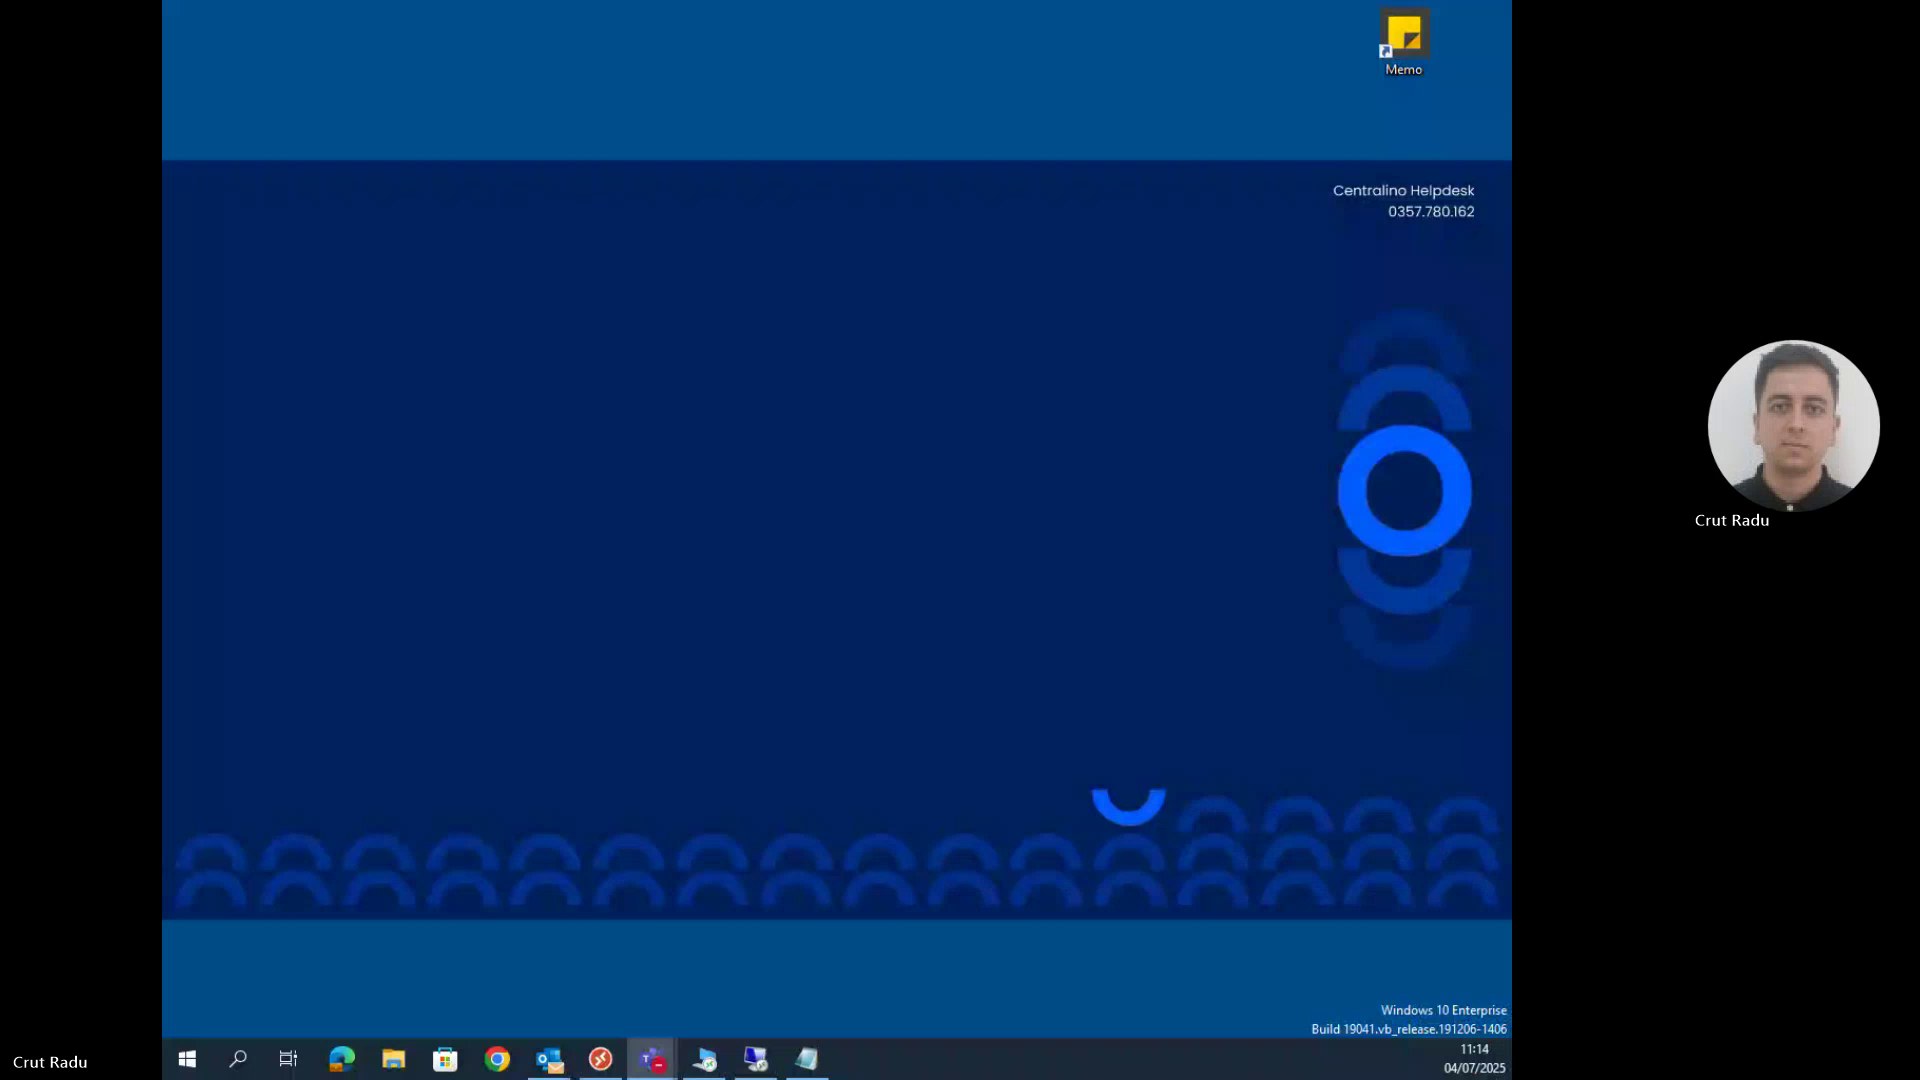 Memo
Centralino Helpdesk
0357.780.162
Crut Radu
Windows 10 Enterprise
Build 19041.vb_release.191206-1406
11:14
04/07/2025
Crut Radu